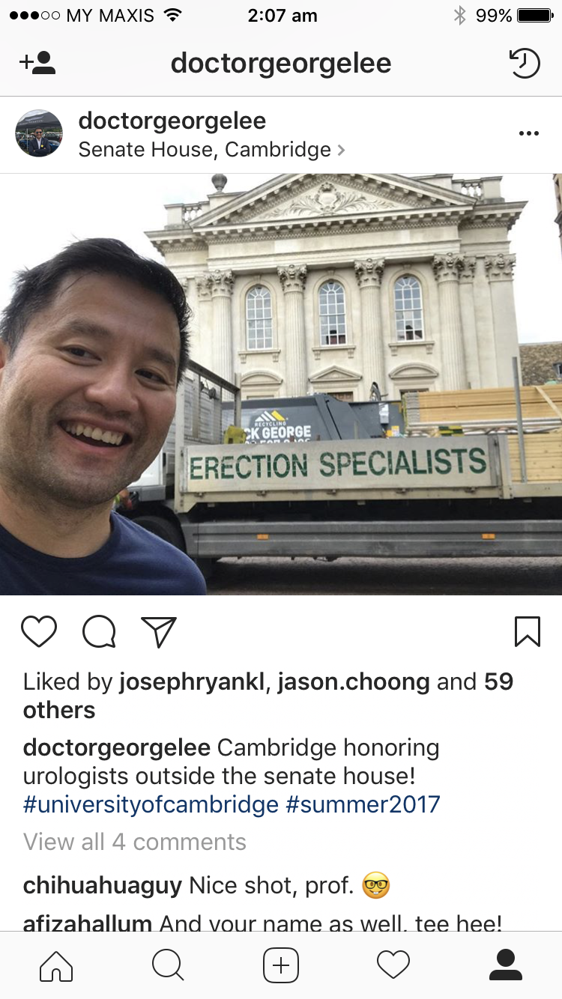 MY MAXIS 2:07 am 99%
doctorgeorgelee
doctorgeorgelee
Senate House, Cambridge >
RECYCLING
CK GEORGE
ERECTION SPECIALISTS
Liked by josephryankl, jason.choong and 59
others
doctorgeorgelee Cambridge honoring
urologists outside the senate house!
#universityofcambridge #summer2017
View all 4 comments
chihuahuaguy Nice shot, prof. 🤓
afizahallum And your name as well, tee hee!